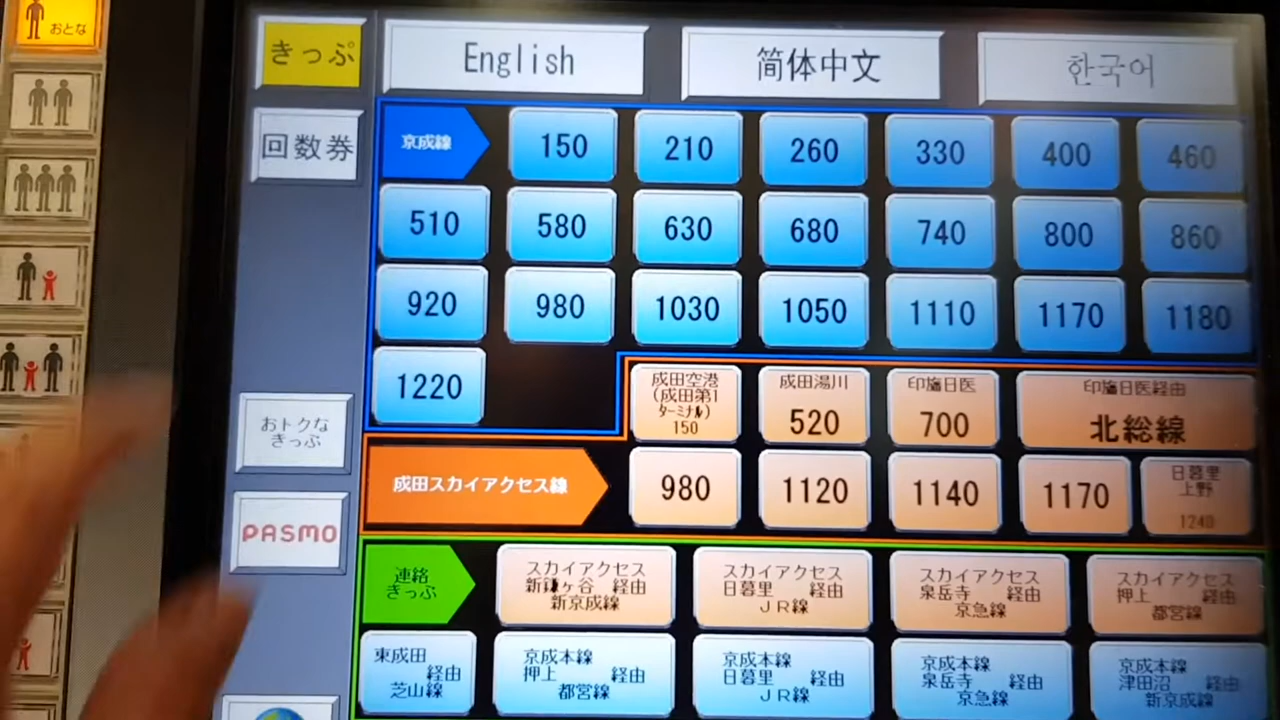 おとな
きっぷ
English
简体中文
한국어
回数券
京成線
150
210
260
330
400
460
510
580
630
680
740
800
860
920
980
1030
1050
1110
1170
1180
1220
成田空港
(成田第1
ターミナル)
150
成田湯川
520
印旛日医
700
印旛日医経由
北総線
おトクな
きっぷ
成田スカイアクセス線
980
1120
1140
1170
日暮里
上野
1240
PASMO
連絡
きっぷ
スカイアクセス
新鎌ヶ谷 経由
新京成線
スカイアクセス
日暮里 経由
JR線
スカイアクセス
泉岳寺 経由
京急線
スカイアクセス
押上 経由
都営線
東成田
経由
芝山線
京成本線
押上 経由
都営線
京成本線
日暮里 経由
JR線
京成本線
泉岳寺 経由
京急線
京成本線
津田沼 経由
新京成線